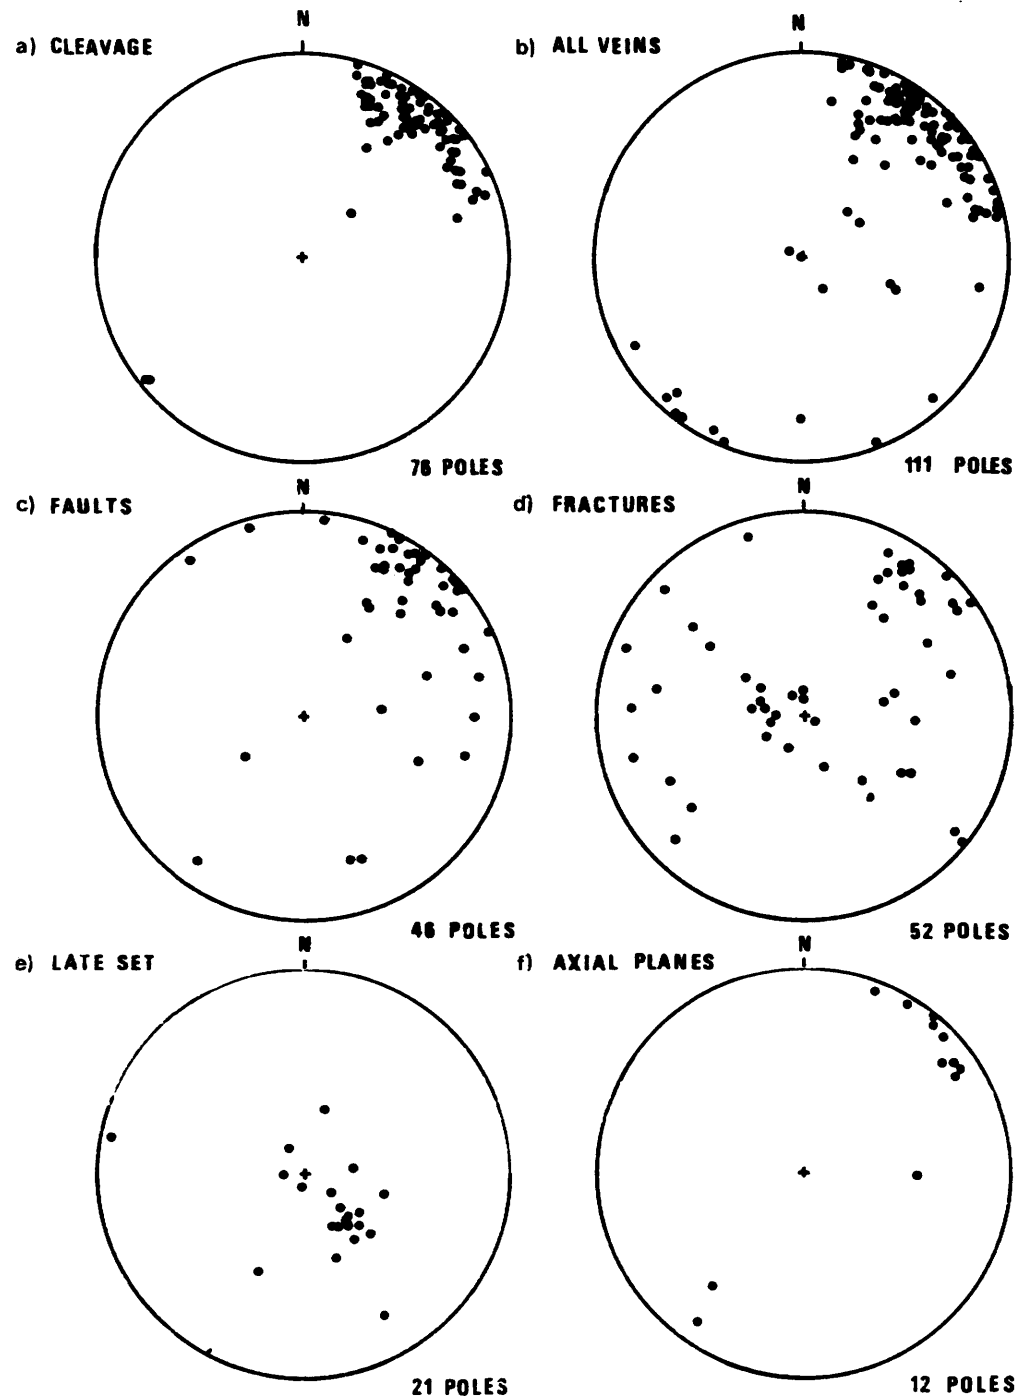 N
a) CLEAVAGE
76 POLES
N
b) ALL VEINS
111 POLES
N
c) FAULTS
46 POLES
N
d) FRACTURES
52 POLES
N
e) LATE SET
21 POLES
N
f) AXIAL PLANES
12 POLES